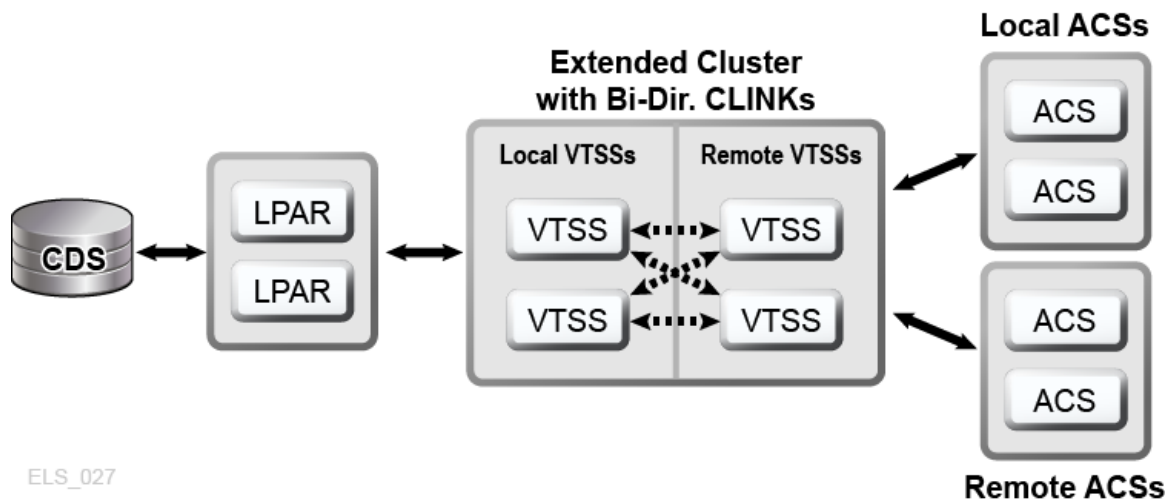 Local ACSs
Extended Cluster
with Bi-Dir. CLINKs
Local VTSSs
Remote VTSSs
CDS
LPAR
LPAR
VTSS
VTSS
VTSS
VTSS
ACS
ACS
ACS
ACS
Remote ACSs
ELS_027